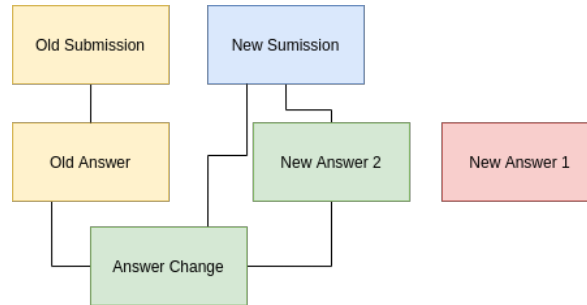 Old Submission
New Sumission
Old Answer
New Answer 2
New Answer 1
Answer Change